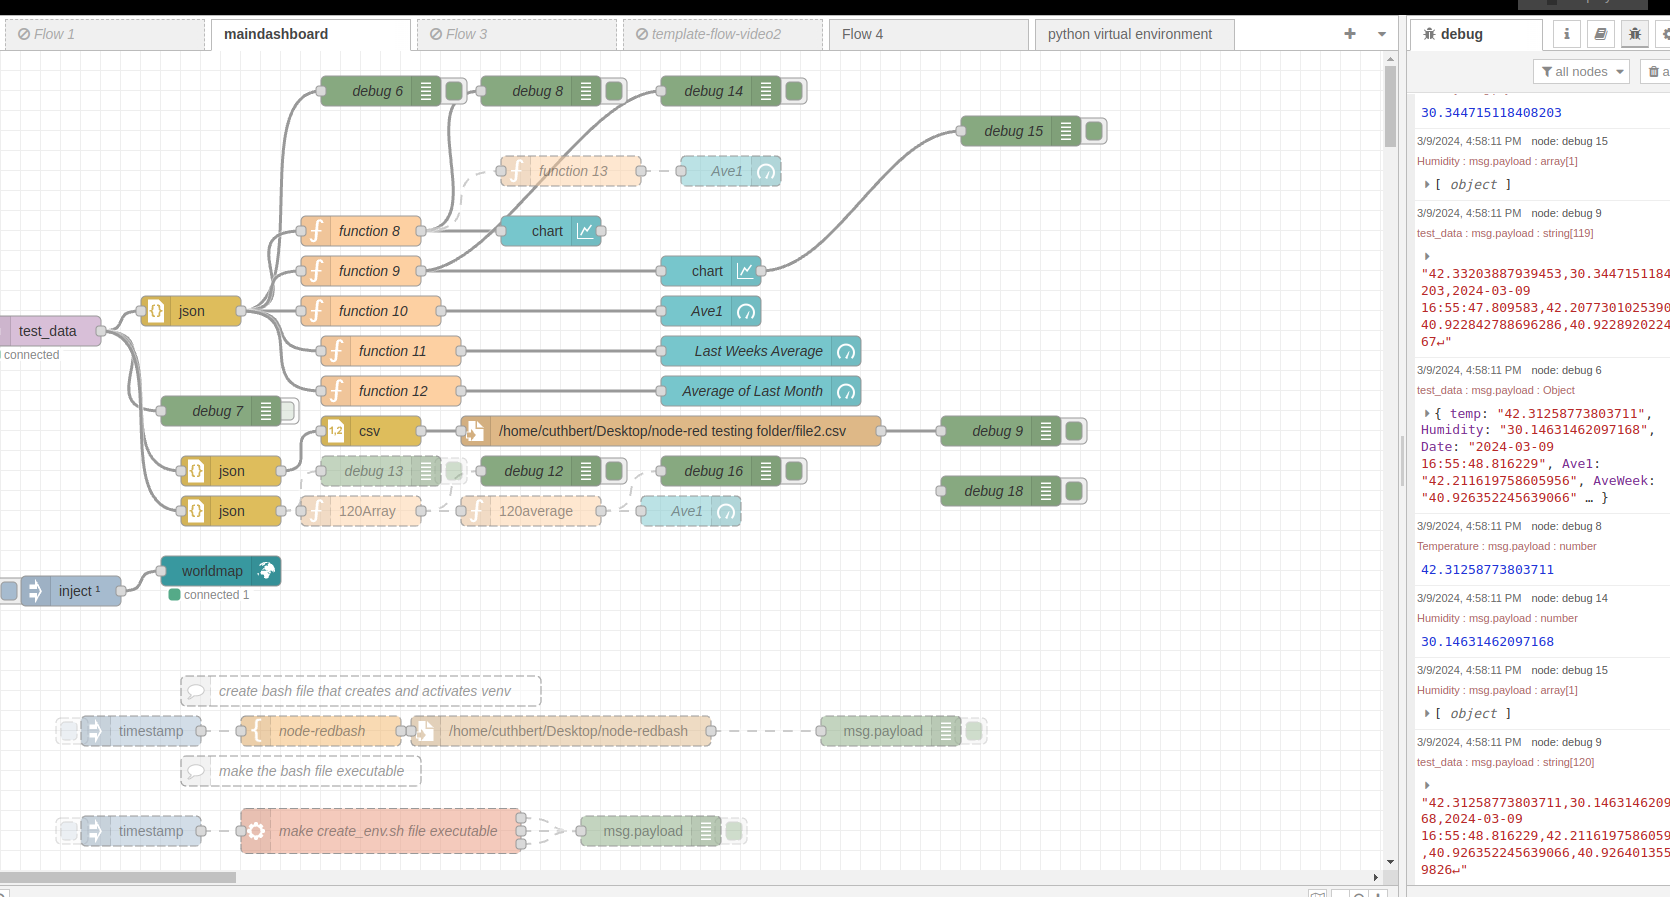 Flow 1
maindashboard
Flow 3
template-flow-video2
Flow 4
python virtual environment
debug
all nodes
a
debug 6
debug 8
debug 14
debug 15
function 13
Ave1
function 8
chart
function 9
chart
json
function 10
Ave1
test_data
connected
function 11
Last Weeks Average
function 12
Average of Last Month
debug 7
csv
/home/cuthbert/Desktop/node-red testing folder/file2.csv
debug 9
json
debug 13
debug 12
debug 16
debug 18
json
120Array
120average
Ave1
worldmap
connected 1
inject ¹
create bash file that creates and activates venv
timestamp
node-redbash
/home/cuthbert/Desktop/node-redbash
msg.payload
make the bash file executable
timestamp
make create_env.sh file executable
msg.payload
30.344715118408203
3/9/2024, 4:58:11 PM node: debug 15
Humidity : msg.payload : array[1]
[ object ]
3/9/2024, 4:58:11 PM node: debug 9
test_data : msg.payload : string[119]
"42.33203887939453,30.3447151184
203,2024-03-09
16:55:47.809583,42.2077301025390
40.922842788696286,40.9228920224
67↵"
3/9/2024, 4:58:11 PM node: debug 6
test_data : msg.payload : Object
{ temp: "42.31258773803711",
Humidity: "30.14631462097168",
Date: "2024-03-09
16:55:48.816229", Ave1:
"42.211619758605956", AveWeek:
"40.926352245639066" … }
3/9/2024, 4:58:11 PM node: debug 8
Temperature : msg.payload : number
42.31258773803711
3/9/2024, 4:58:11 PM node: debug 14
Humidity : msg.payload : number
30.14631462097168
3/9/2024, 4:58:11 PM node: debug 15
Humidity : msg.payload : array[1]
[ object ]
3/9/2024, 4:58:11 PM node: debug 9
test_data : msg.payload : string[120]
"42.31258773803711,30.1463146209
68,2024-03-09
16:55:48.816229,42.2116197586059
,40.926352245639066,40.926401355
9826↵"